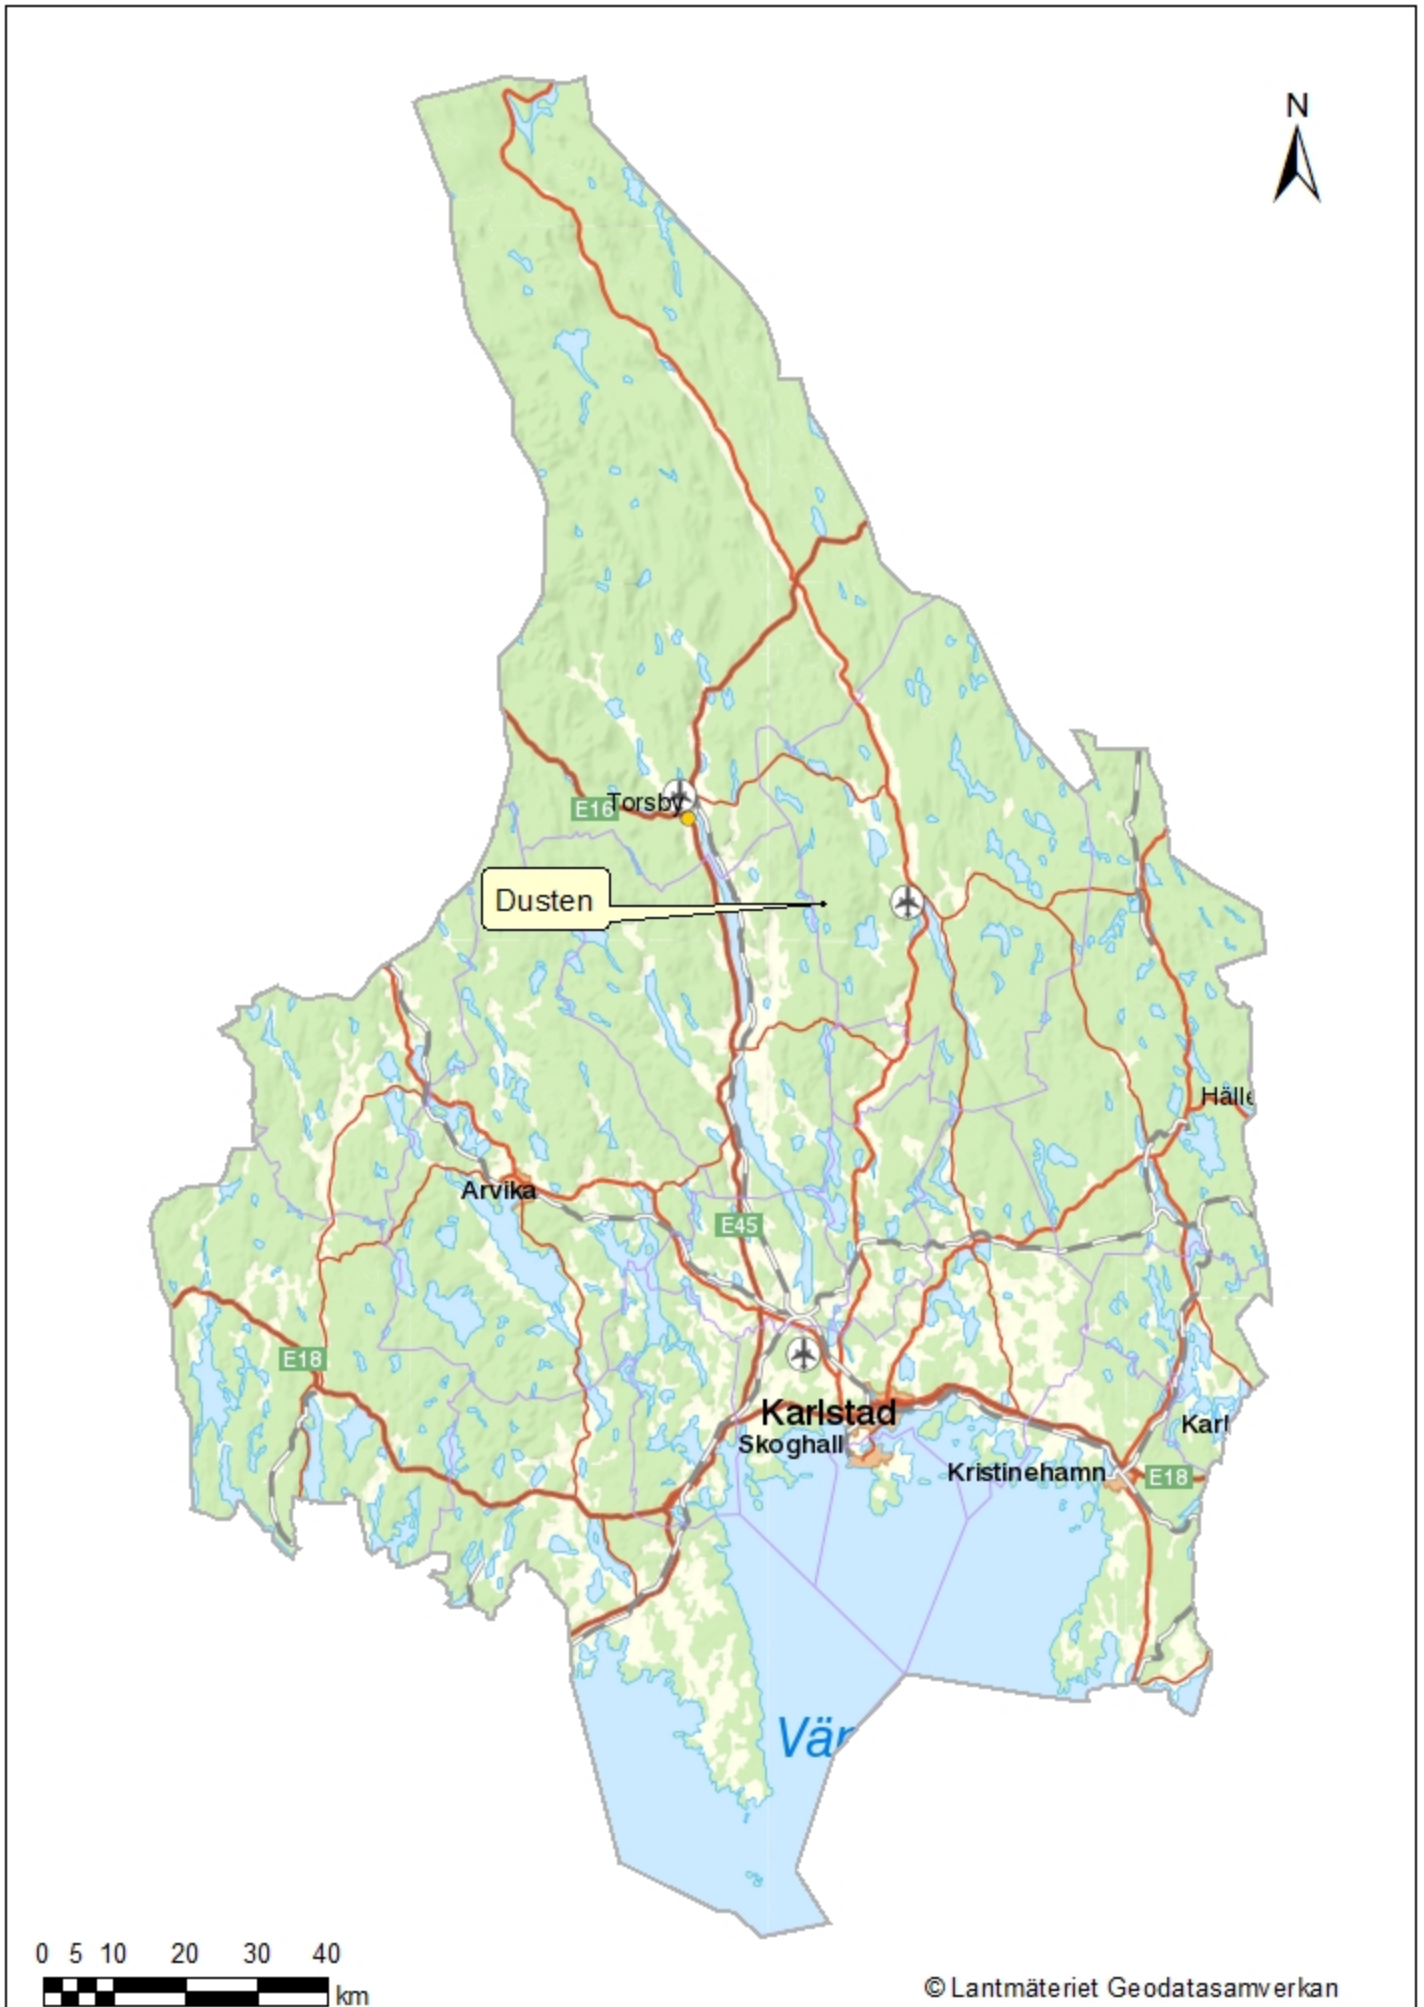 N
E16
Torsby
Dusten
Hälle
Arvika
E45
E18
Karlstad
Skoghall
Karl
Kristinehamn
E18
Vän
0 5 10 20 30 40
km
© Lantmäteriet Geodatasamverkan